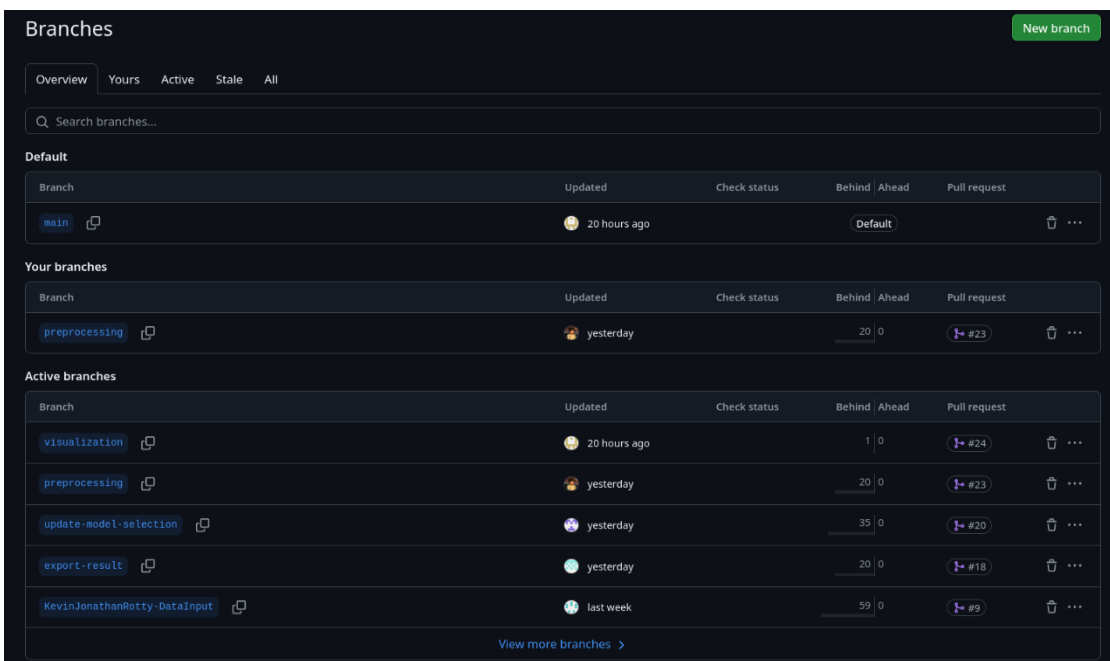 Branches New branch
Overview Yours Active Stale All
Search branches...
Default
Branch Updated Check status Behind Ahead Pull request
main 20 hours ago Default
Your branches
Branch Updated Check status Behind Ahead Pull request
preprocessing yesterday 20 0 #23
Active branches
Branch Updated Check status Behind Ahead Pull request
visualization 20 hours ago 1 0 #24
preprocessing yesterday 20 0 #23
update-model-selection yesterday 35 0 #20
export-result yesterday 20 0 #18
KevinJonathanRotty-DataInput last week 59 0 #9
View more branches